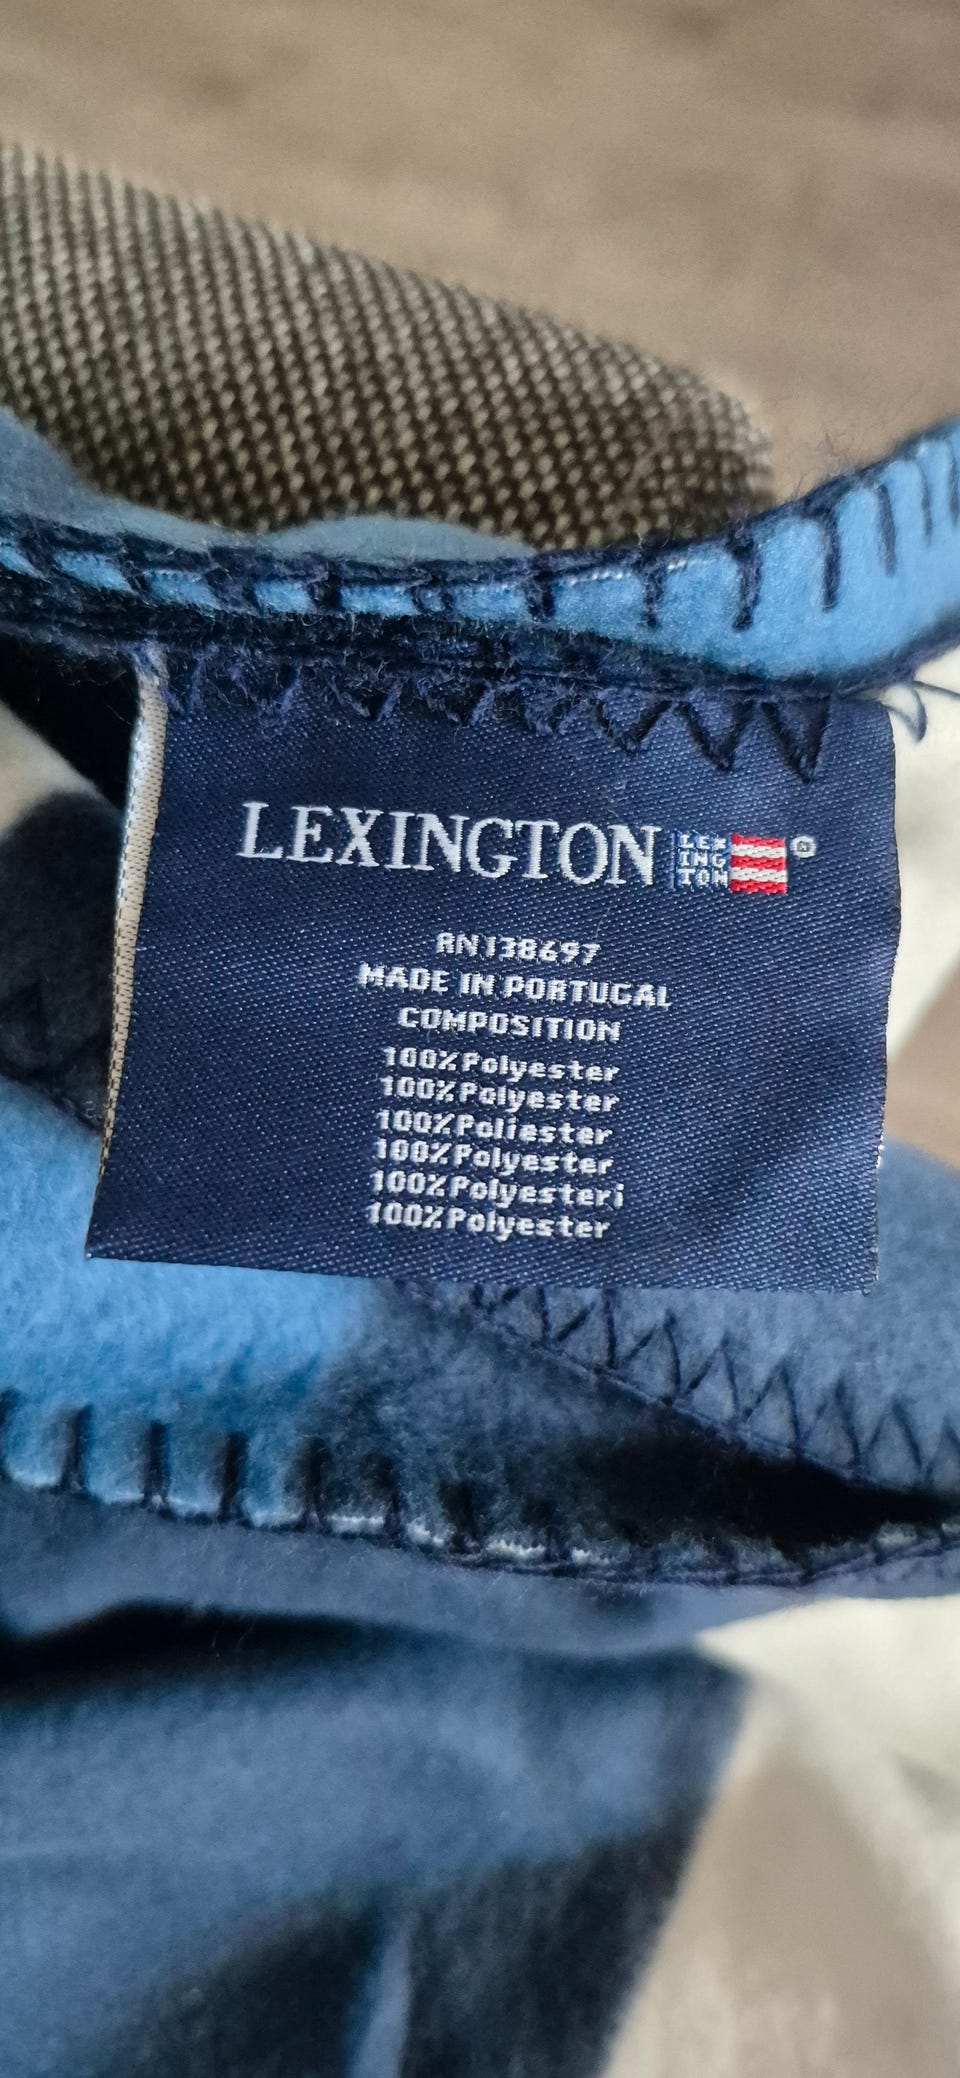 LEXINGTON LEX ING TON ®
RN138697
MADE IN PORTUGAL
COMPOSITION
100%Polyester
100%Polyester
100%Poliester
100%Polyester
100%Polyesteri
100%Polyester